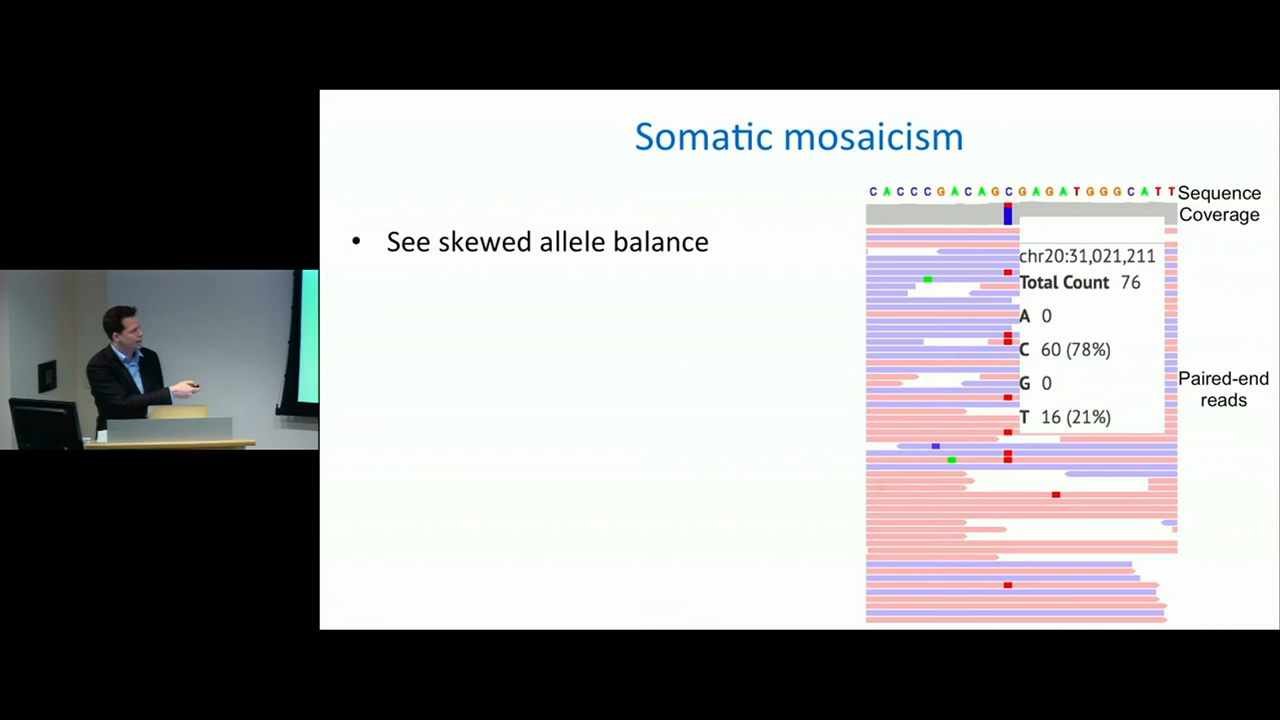 Somatic mosaicism
• See skewed allele balance
CACCCGACAGCGAGATGGGCATT
Sequence
Coverage
chr20:31,021,211
Total Count 76
A 0
C 60 (78%)
G 0
T 16 (21%)
Paired-end
reads